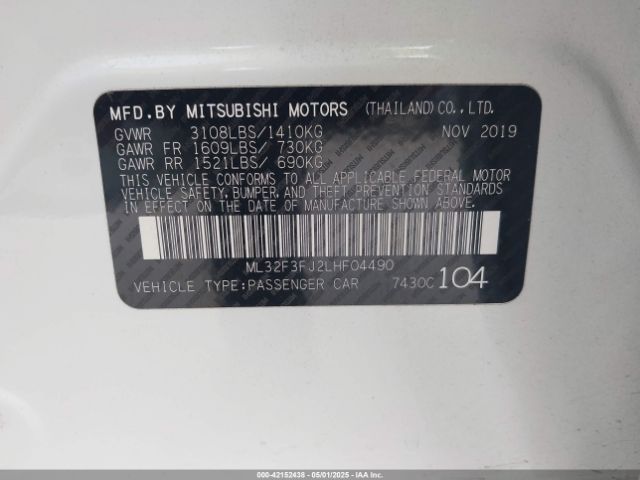 MFD.BY MITSUBISHI MOTORS (THAILAND)CO.,LTD.
GVWR 3108LBS/1410KG NOV 2019
GAWR FR 1609LBS/ 730KG
GAWR RR 1521LBS/ 690KG
THIS VEHICLE CONFORMS TO ALL APPLICABLE FEDERAL MOTOR
VEHICLE SAFETY,BUMPER,AND THEFT PREVENTION STANDARDS
IN EFFECT ON THE DATE OF MANUFACTURE SHOWN ABOVE.
ML32F3FJ2LHF04490
VEHICLE TYPE:PASSENGER CAR 7430C 104
000-42152438 - 05/01/2025 - IAAI.COM